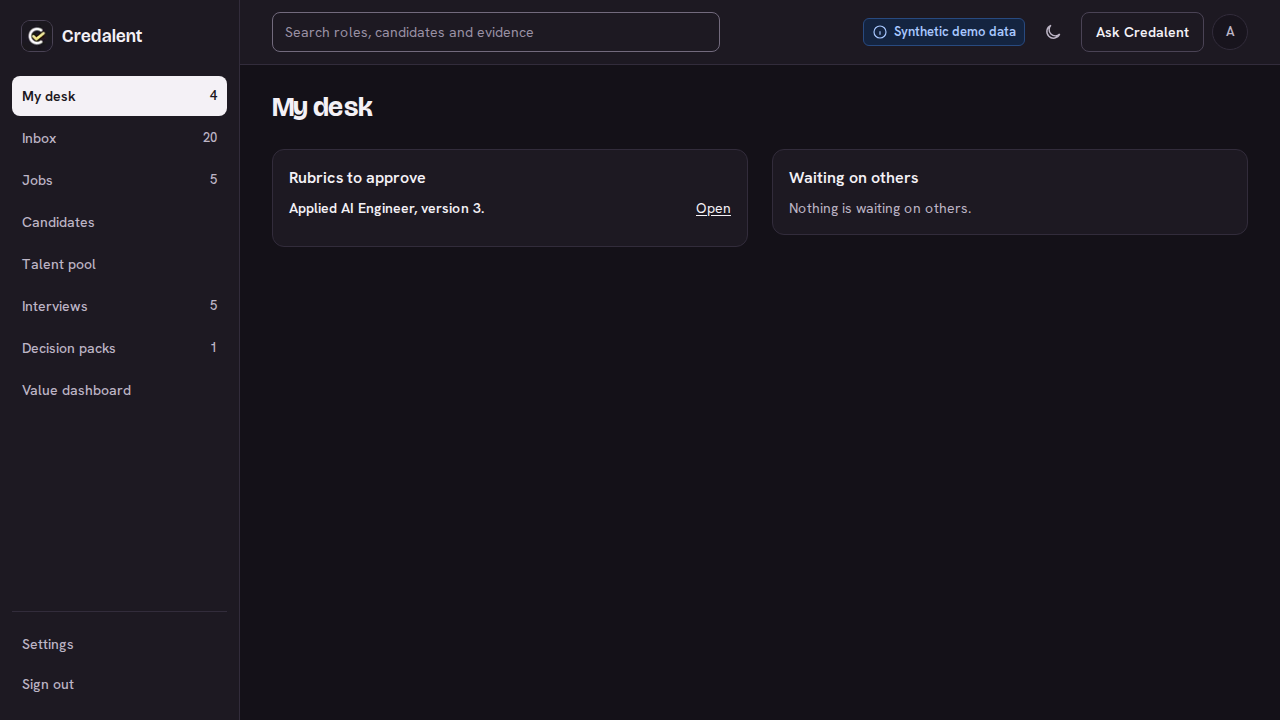 Credalent
Search roles, candidates and evidence
Synthetic demo data
Ask Credalent
A
My desk 4
Inbox 20
Jobs 5
Candidates
Talent pool
Interviews 5
Decision packs 1
Value dashboard
Settings
Sign out
My desk
Rubrics to approve
Applied AI Engineer, version 3. Open
Waiting on others
Nothing is waiting on others.